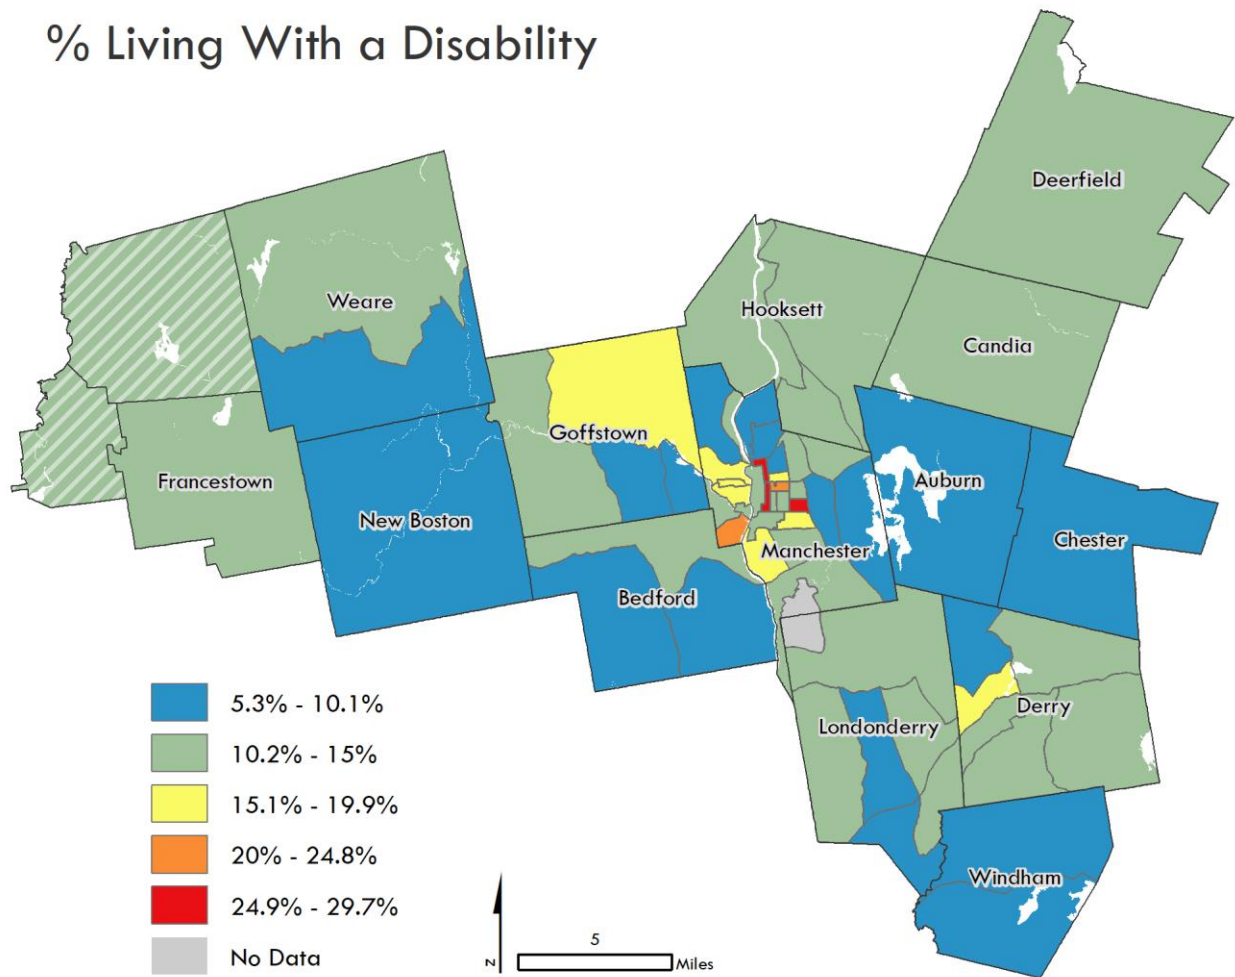 % Living With a Disability
Deerfield
Weare
Hooksett
Candia
Goffstown
Francestown
Auburn
New Boston
Chester
Manchester
Bedford
Derry
Londonderry
Windham
5.3% - 10.1%
10.2% - 15%
15.1% - 19.9%
20% - 24.8%
24.9% - 29.7%
No Data
N
5
Miles